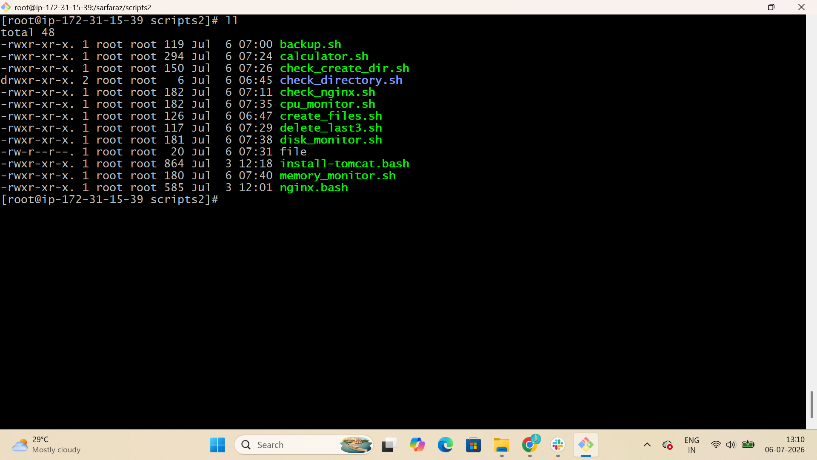 root@ip-172-31-15-39:/sarfaraz/scripts2
[root@ip-172-31-15-39 scripts2]# ll
total 48
-rwxr-xr-x. 1 root root 119 Jul  6 07:00 backup.sh
-rwxr-xr-x. 1 root root 294 Jul  6 07:24 calculator.sh
-rwxr-xr-x. 1 root root 150 Jul  6 07:26 check_create_dir.sh
drwxr-xr-x. 2 root root   6 Jul  6 06:45 check_directory.sh
-rwxr-xr-x. 1 root root 182 Jul  6 07:11 check_nginx.sh
-rwxr-xr-x. 1 root root 182 Jul  6 07:35 cpu_monitor.sh
-rwxr-xr-x. 1 root root 126 Jul  6 06:47 create_files.sh
-rwxr-xr-x. 1 root root 117 Jul  6 07:29 delete_last3.sh
-rwxr-xr-x. 1 root root 181 Jul  6 07:38 disk_monitor.sh
-rw-r--r--. 1 root root  20 Jul  6 07:31 file
-rwxr-xr-x. 1 root root 864 Jul  3 12:18 install-tomcat.bash
-rwxr-xr-x. 1 root root 180 Jul  6 07:40 memory_monitor.sh
-rwxr-xr-x. 1 root root 585 Jul  3 12:01 nginx.bash
[root@ip-172-31-15-39 scripts2]#
29°C
Mostly cloudy
Search
ENG
IN
13:10
06-07-2026